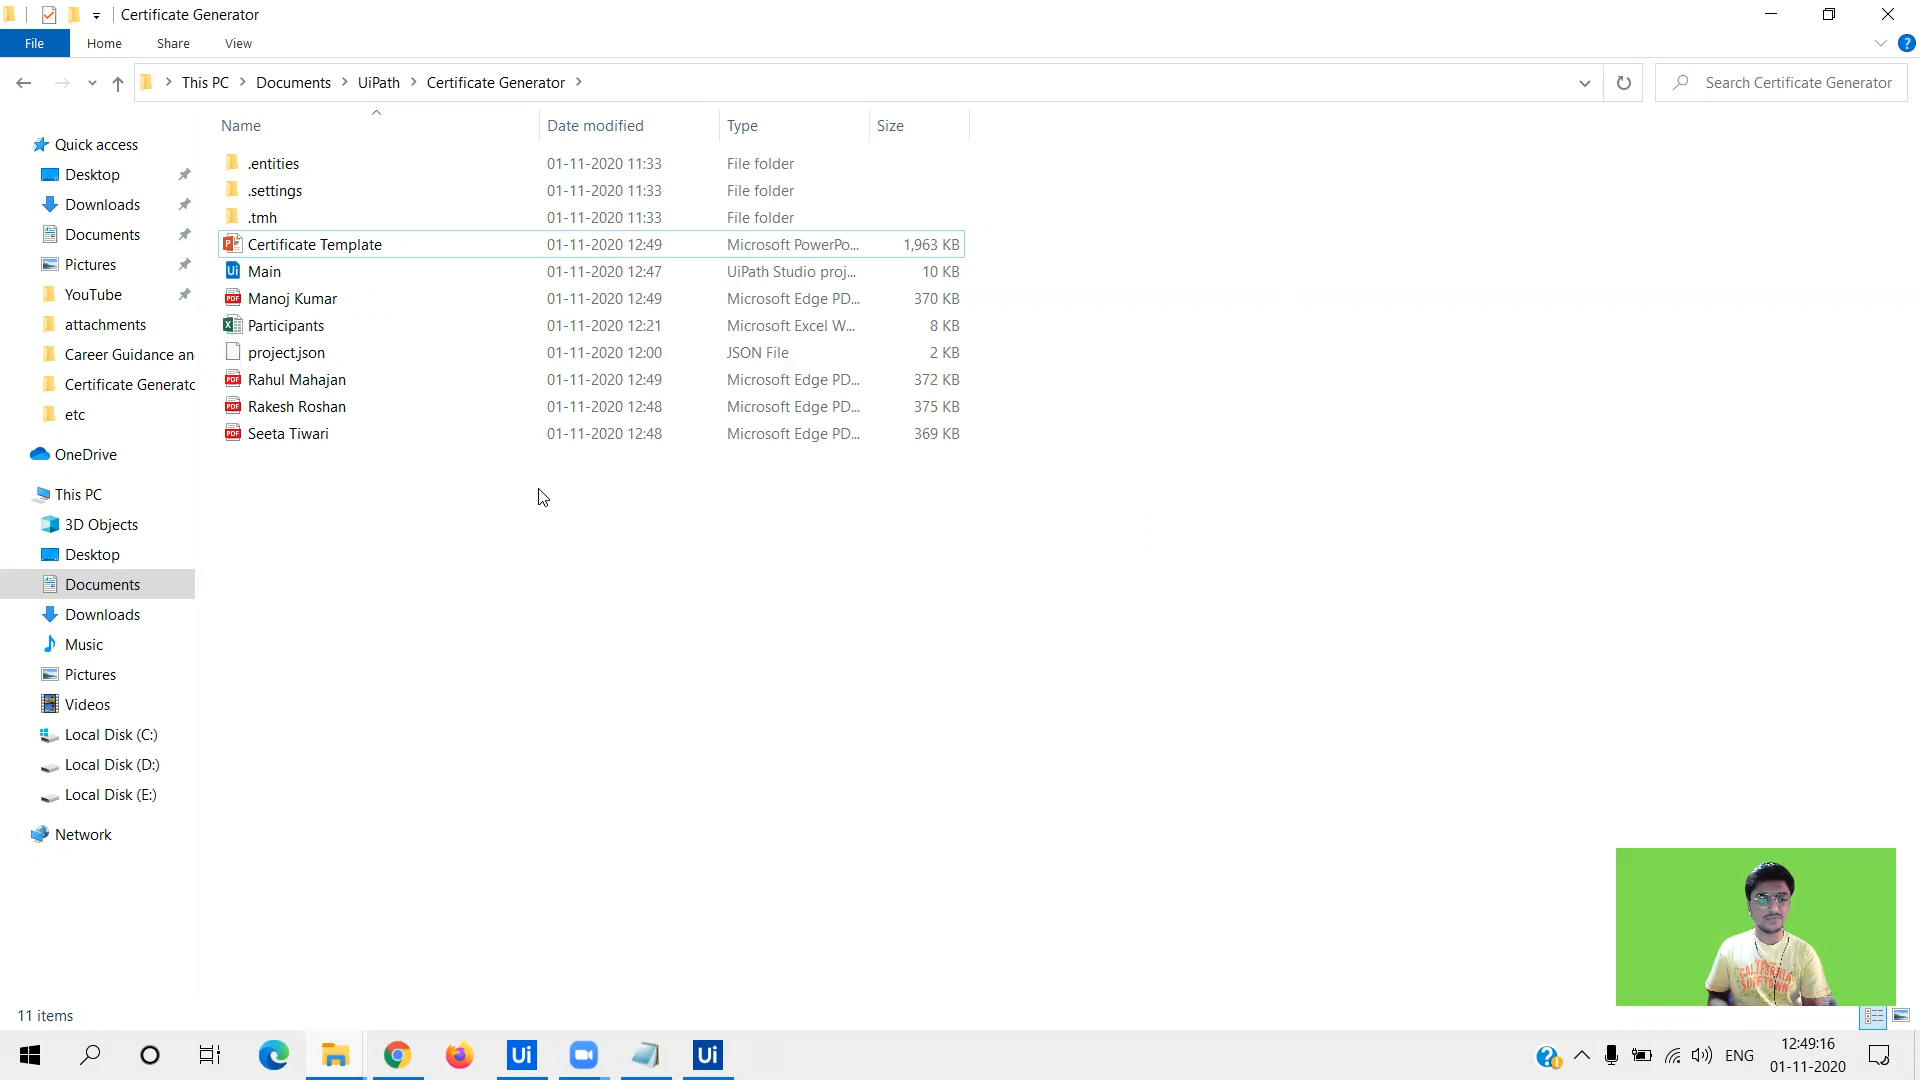 Certificate Generator
File Home Share View
This PC Documents UiPath Certificate Generator
Search Certificate Generator
Name Date modified Type Size
.entities 01-11-2020 11:33 File folder
.settings 01-11-2020 11:33 File folder
.tmh 01-11-2020 11:33 File folder
Certificate Template 01-11-2020 12:49 Microsoft PowerPo... 1,963 KB
Main 01-11-2020 12:47 UiPath Studio proj... 10 KB
Manoj Kumar 01-11-2020 12:49 Microsoft Edge PD... 370 KB
Participants 01-11-2020 12:21 Microsoft Excel W... 8 KB
project.json 01-11-2020 12:00 JSON File 2 KB
Rahul Mahajan 01-11-2020 12:49 Microsoft Edge PD... 372 KB
Rakesh Roshan 01-11-2020 12:48 Microsoft Edge PD... 375 KB
Seeta Tiwari 01-11-2020 12:48 Microsoft Edge PD... 369 KB
Quick access
Desktop
Downloads
Documents
Pictures
YouTube
attachments
Career Guidance an
Certificate Generatc
etc
OneDrive
This PC
3D Objects
Desktop
Documents
Downloads
Music
Pictures
Videos
Local Disk (C:)
Local Disk (D:)
Local Disk (E:)
Network
CALIFORNIA
11 items
Ui
Ui
ENG
12:49:16
01-11-2020